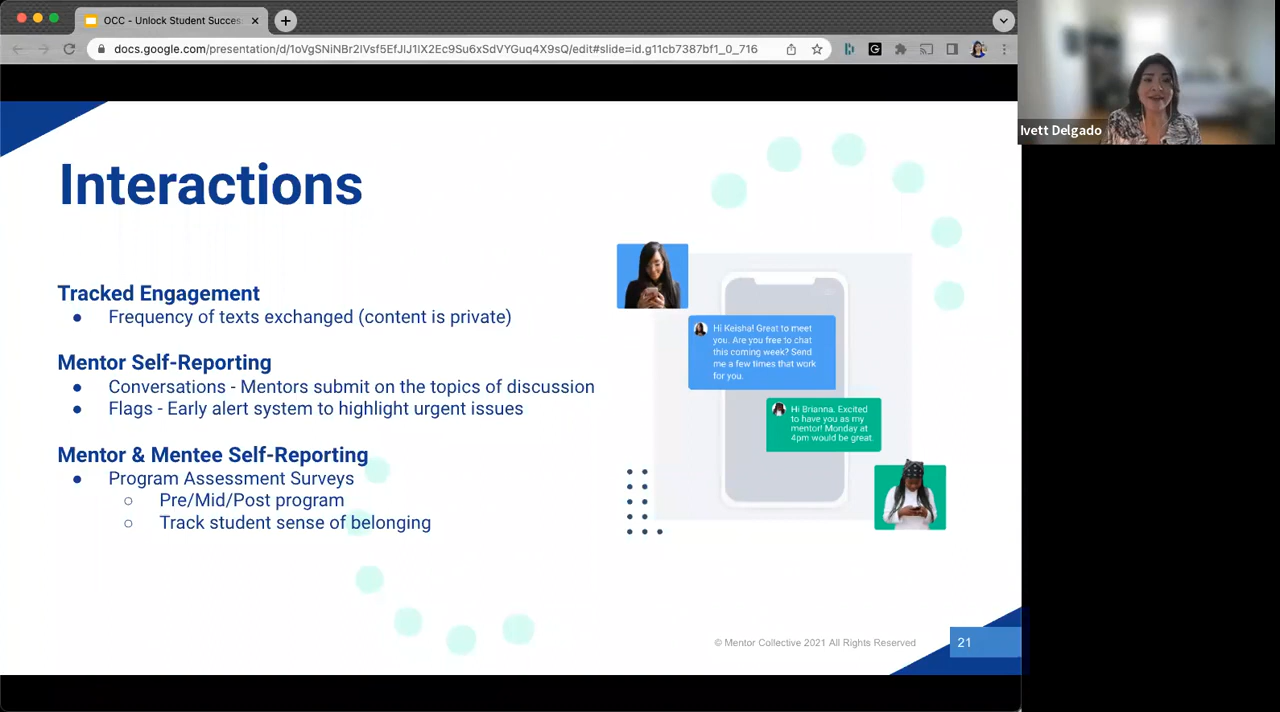 OCC - Unlock Student Succes
docs.google.com/presentation/d/1oVgSNiNBr2lVsf5EfJlJ1lX2Ec9Su6xSdVYGuq4X9sQ/edit#slide=id.g11cb7387bf1_0_716
Ivett Delgado
Interactions
Tracked Engagement
● Frequency of texts exchanged (content is private)
Mentor Self-Reporting
● Conversations - Mentors submit on the topics of discussion
● Flags - Early alert system to highlight urgent issues
Mentor & Mentee Self-Reporting
● Program Assessment Surveys
○ Pre/Mid/Post program
○ Track student sense of belonging
Hi Keisha! Great to meet
you. Are you free to chat
this coming week? Send
me a few times that work
for you.
Hi Brianna. Excited
to have you as my
mentor! Monday at
4pm would be great.
© Mentor Collective 2021 All Rights Reserved
21